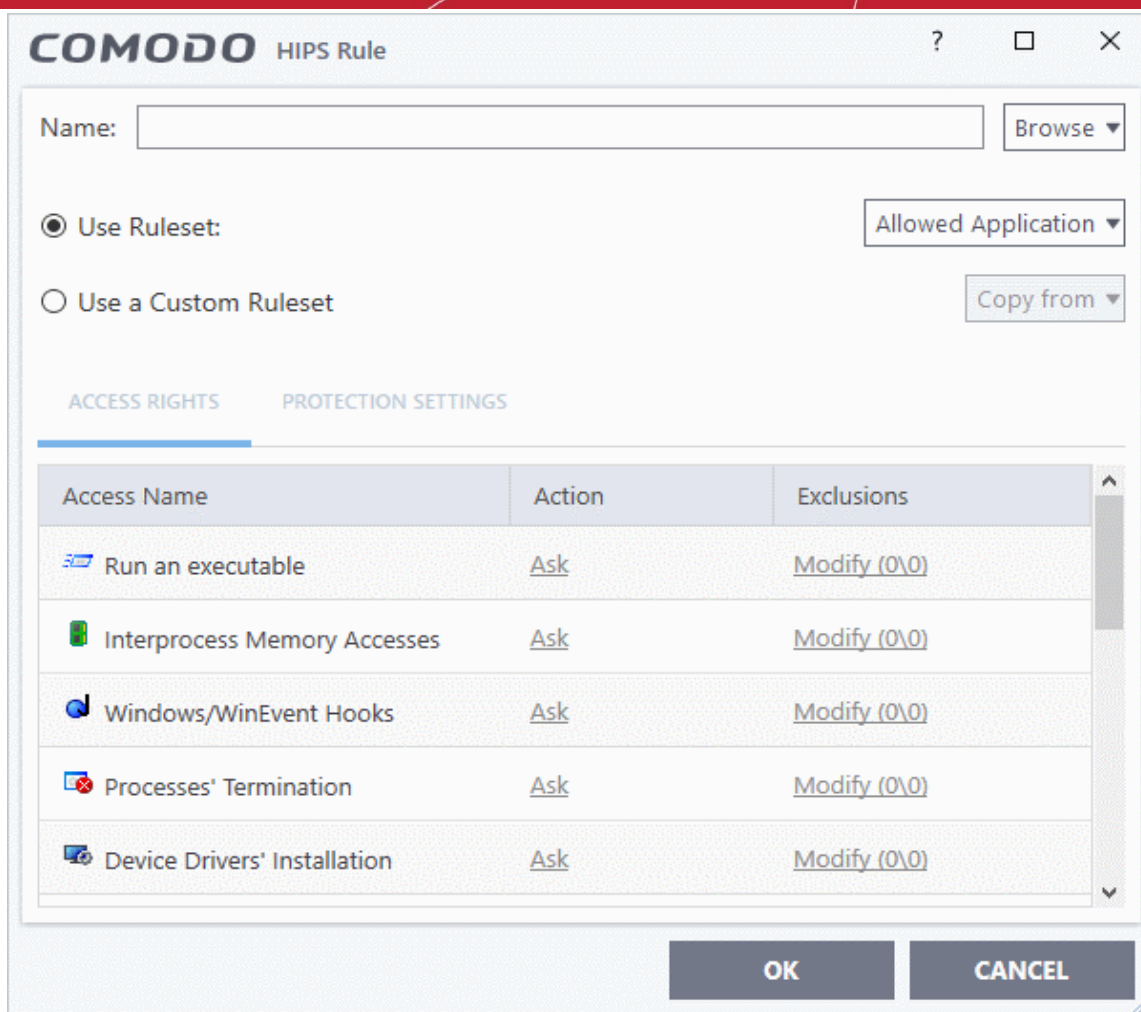 COMODO HIPS Rule ?
Name: Browse
Use Ruleset: Allowed Application
Use a Custom Ruleset Copy from
ACCESS RIGHTS PROTECTION SETTINGS
Access Name Action Exclusions
Run an executable Ask Modify (0\0)
Interprocess Memory Accesses Ask Modify (0\0)
Windows/WinEvent Hooks Ask Modify (0\0)
Processes' Termination Ask Modify (0\0)
Device Drivers' Installation Ask Modify (0\0)
OK CANCEL